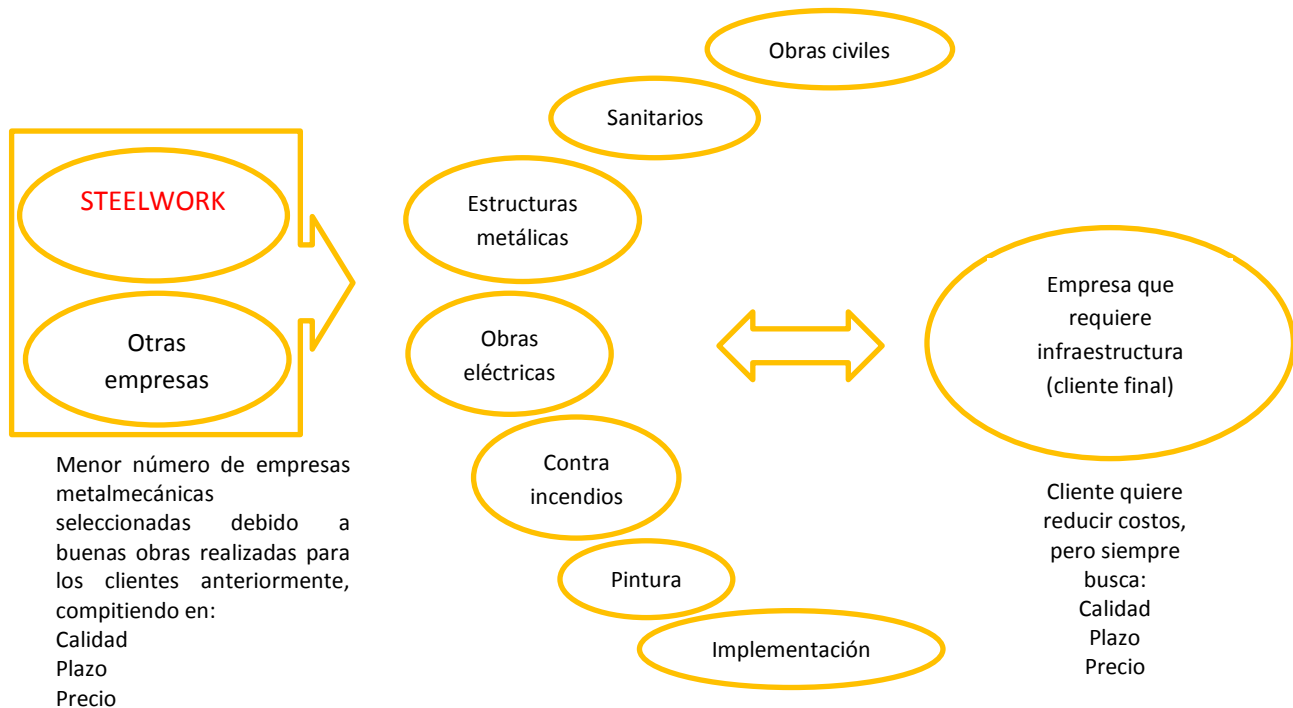 Obras civiles
Sanitarios
STEELWORK
Estructuras
metálicas
Otras
empresas
Obras
eléctricas
Empresa que
requiere
infraestructura
(cliente final)
Contra
incendios
Pintura
Implementación
Menor número de empresas
metalmecánicas
seleccionadas debido a
buenas obras realizadas para
los clientes anteriormente,
compitiendo en:
Calidad
Plazo
Precio
Cliente quiere
reducir costos,
pero siempre
busca:
Calidad
Plazo
Precio